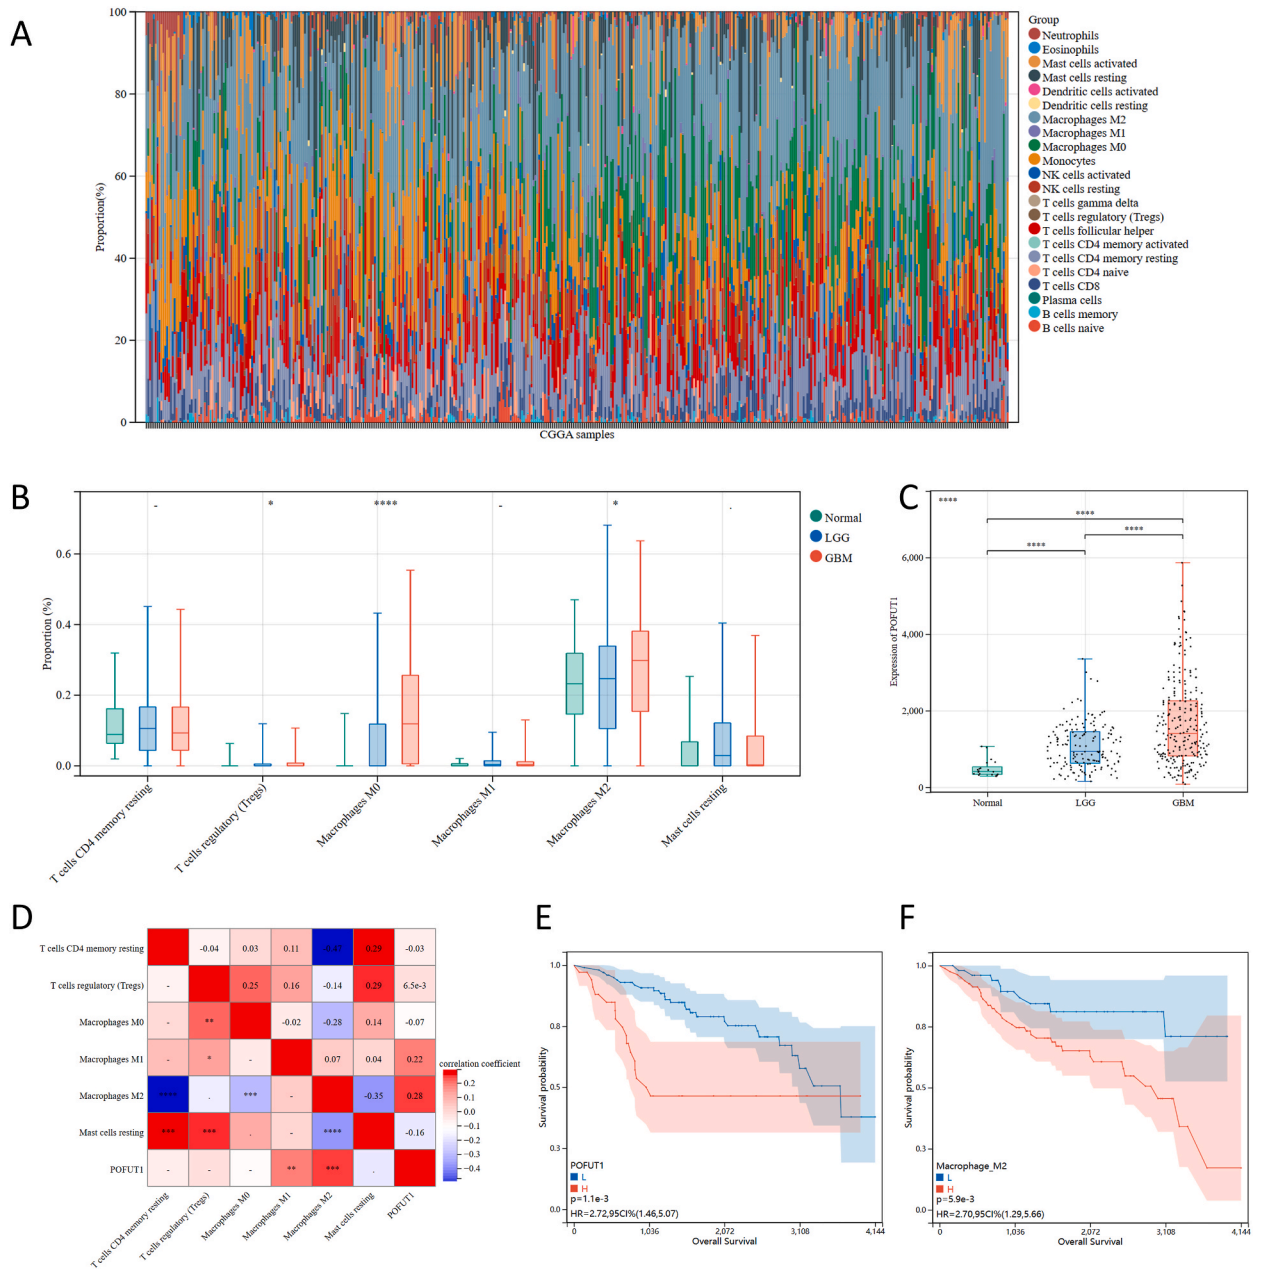 A
100
80
60
40
20
0
Proportion(%)
CGGA samples
Group
Neutrophils
Eosinophils
Mast cells activated
Mast cells resting
Dendritic cells activated
Dendritic cells resting
Macrophages M2
Macrophages M1
Macrophages M0
Monocytes
NK cells activated
NK cells resting
T cells gamma delta
T cells regulatory (Tregs)
T cells follicular helper
T cells CD4 memory activated
T cells CD4 memory resting
T cells CD4 naive
T cells CD8
Plasma cells
B cells memory
B cells naive
B
- * **** - * .
0.6
0.4
0.2
0.0
Proportion (%)
T cells CD4 memory resting
T cells regulatory (Tregs)
Macrophages M0
Macrophages M1
Macrophages M2
Mast cells resting
Normal
LGG
GBM
C
****
****
****
****
6,000
4,000
2,000
0
Expression of POFUT1
Normal LGG GBM
D
T cells CD4 memory resting -0.04 0.03 0.11 -0.47 0.29 -0.03
T cells regulatory (Tregs) - 0.25 0.16 -0.14 0.29 6.5e-3
Macrophages M0 - ** -0.02 -0.28 0.14 -0.07
Macrophages M1 - * - 0.07 0.04 0.22
Macrophages M2 **** . *** - -0.35 0.28
Mast cells resting *** *** . - **** -0.16
POFUT1 - - - ** *** .
T cells CD4 memory resting
T cells regulatory (Tregs)
Macrophages M0
Macrophages M1
Macrophages M2
Mast cells resting
POFUT1
correlation coefficient
0.2
0.1
0.0
-0.1
-0.2
-0.3
-0.4
E
1.0
0.8
0.5
0.3
0.0
Survival probability
POFUT1
L
H
p=1.1e-3
HR=2.72,95CI%(1.46,5.07)
0 1,036 2,072 3,108 4,144
Overall Survival
F
1.0
0.8
0.5
0.3
0.0
Survival probability
Macrophage_M2
L
H
p=5.9e-3
HR=2.70,95CI%(1.29,5.66)
0 1,036 2,072 3,108 4,144
Overall Survival